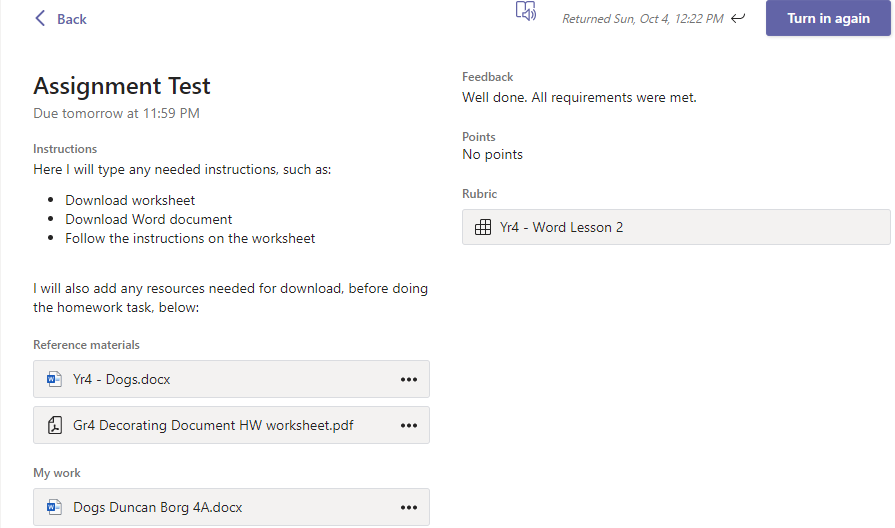 Back
Returned Sun, Oct 4, 12:22 PM
Turn in again
Assignment Test
Due tomorrow at 11:59 PM
Instructions
Here I will type any needed instructions, such as:
• Download worksheet
• Download Word document
• Follow the instructions on the worksheet
I will also add any resources needed for download, before doing
the homework task, below:
Reference materials
Yr4 - Dogs.docx
Gr4 Decorating Document HW worksheet.pdf
My work
Dogs Duncan Borg 4A.docx
Feedback
Well done. All requirements were met.
Points
No points
Rubric
Yr4 - Word Lesson 2